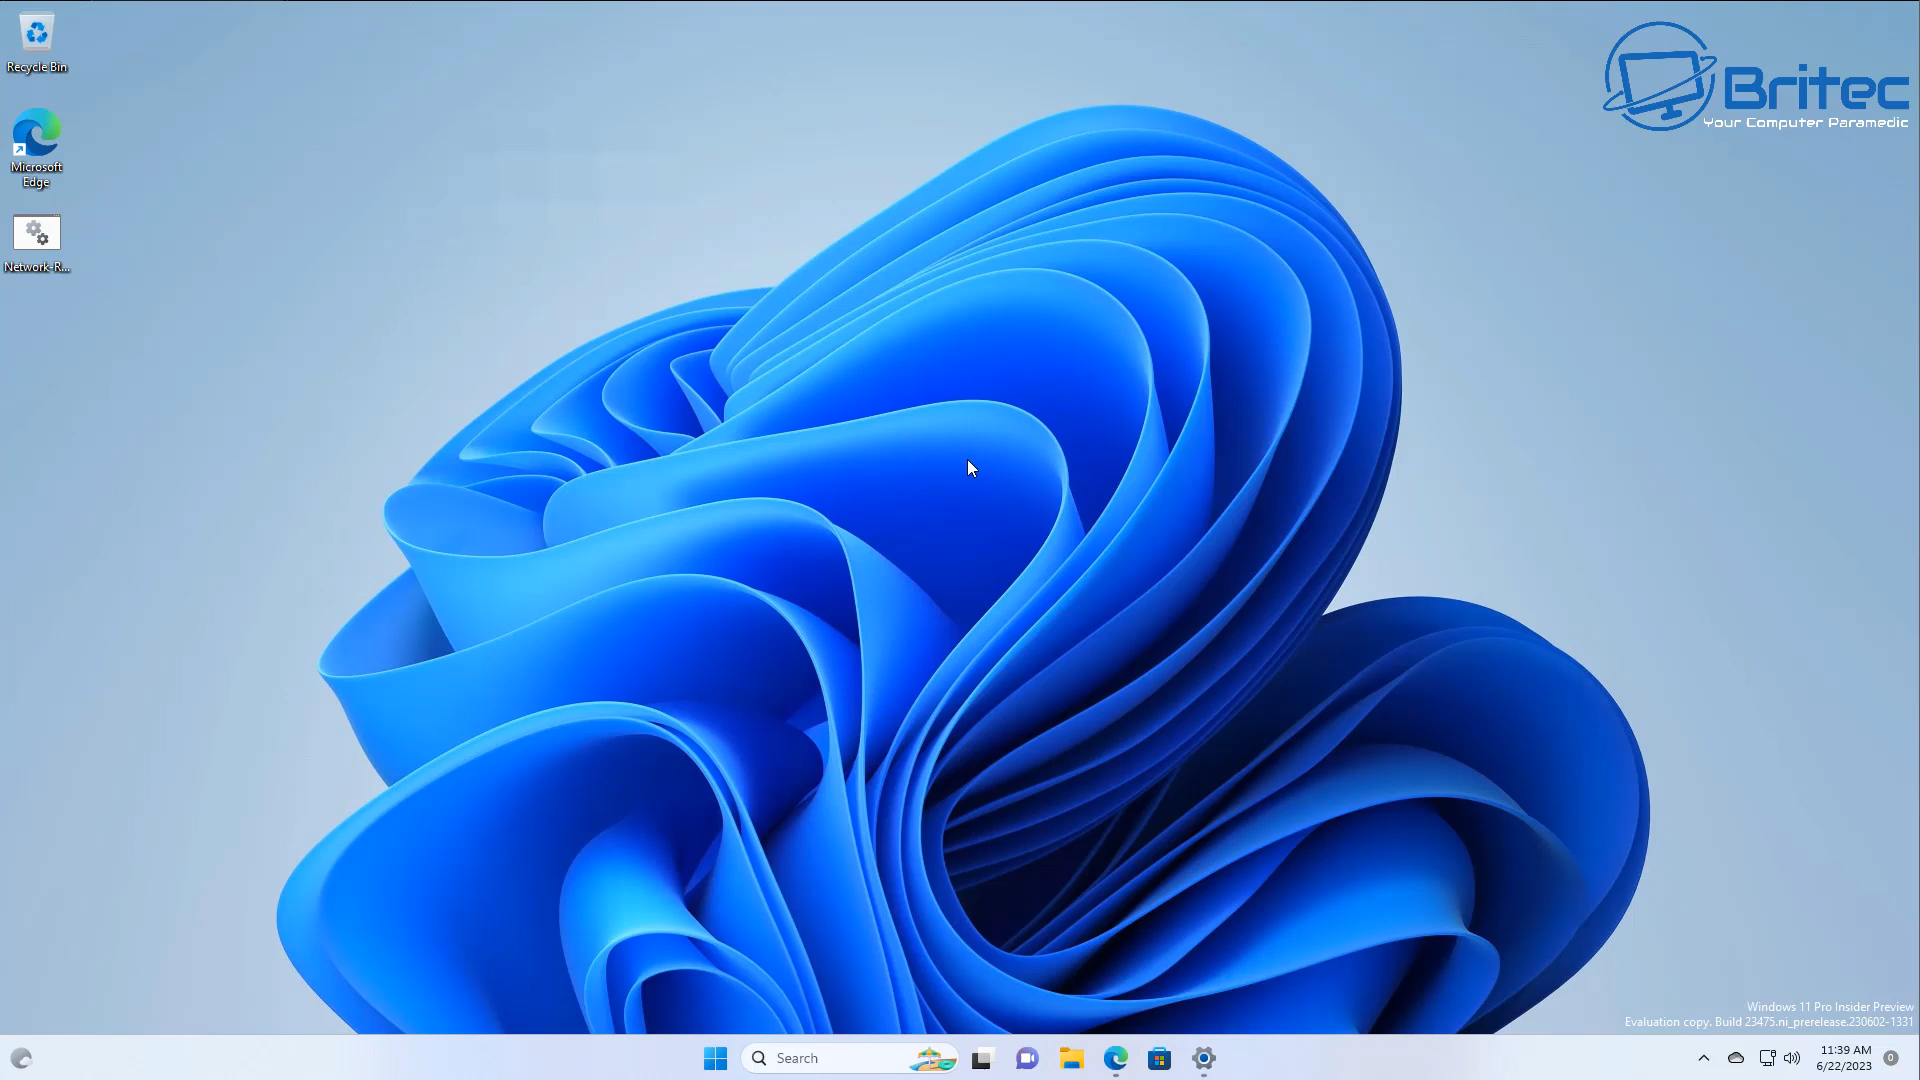 Recycle Bin
Microsoft
Edge
Network-R...
Britec
Your Computer Paramedic
Windows 11 Pro Insider Preview
Evaluation copy. Build 23475.ni_prerelease.230602-1331
Search
11:39 AM
6/22/2023
0